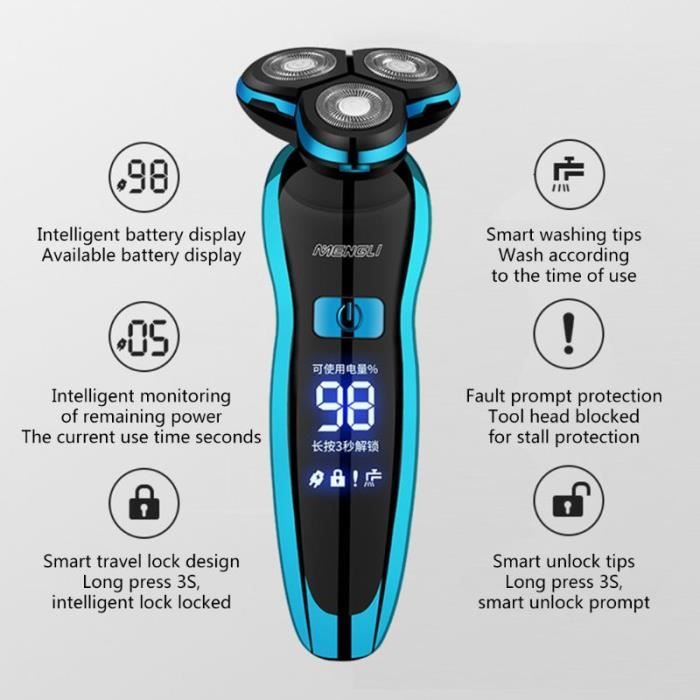 98
Intelligent battery display
Available battery display
05
Intelligent monitoring
of remaining power
The current use time seconds
Smart travel lock design
Long press 3S,
intelligent lock locked
MENGLI
可使用电量%
98
长按3秒解锁
Smart washing tips
Wash according
to the time of use
!
Fault prompt protection
Tool head blocked
for stall protection
Smart unlock tips
Long press 3S,
smart unlock prompt